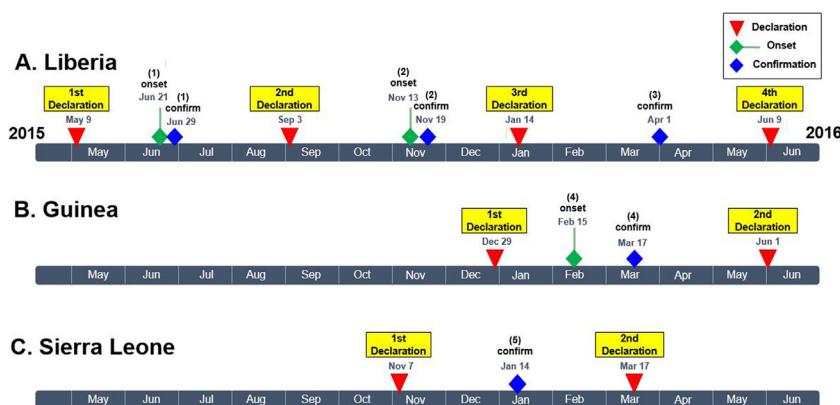 Declaration
Onset
Confirmation
A. Liberia
1st
Declaration
May 9
(1)
onset
Jun 21
(1)
confirm
Jun 29
2nd
Declaration
Sep 3
(2)
onset
Nov 13
(2)
confirm
Nov 19
3rd
Declaration
Jan 14
(3)
confirm
Apr 1
4th
Declaration
Jun 9
2015
2016
May Jun Jul Aug Sep Oct Nov Dec Jan Feb Mar Apr May Jun
B. Guinea
1st
Declaration
Dec 29
(4)
onset
Feb 15
(4)
confirm
Mar 17
2nd
Declaration
Jun 1
May Jun Jul Aug Sep Oct Nov Dec Jan Feb Mar Apr May Jun
C. Sierra Leone
1st
Declaration
Nov 7
(5)
confirm
Jan 14
2nd
Declaration
Mar 17
May Jun Jul Aug Sep Oct Nov Dec Jan Feb Mar Apr May Jun